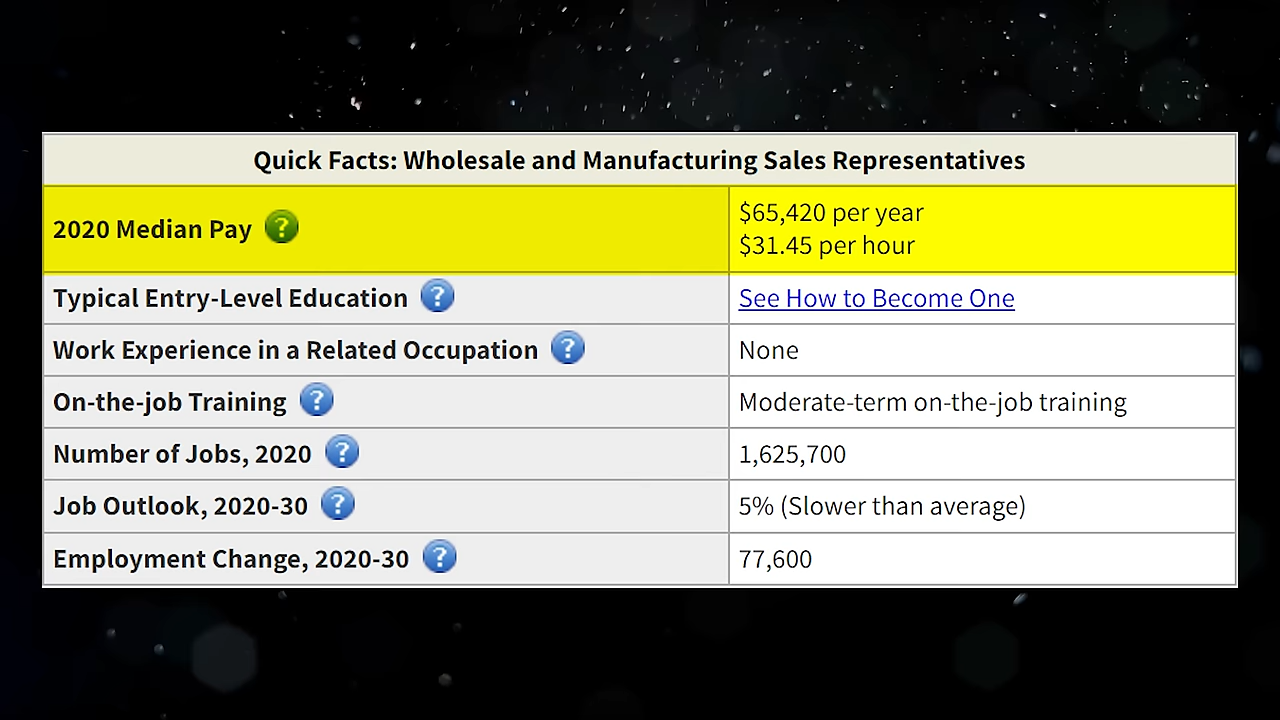 Quick Facts: Wholesale and Manufacturing Sales Representatives
2020 Median Pay ?
$65,420 per year
$31.45 per hour
Typical Entry-Level Education ?
See How to Become One
Work Experience in a Related Occupation ?
None
On-the-job Training ?
Moderate-term on-the-job training
Number of Jobs, 2020 ?
1,625,700
Job Outlook, 2020-30 ?
5% (Slower than average)
Employment Change, 2020-30 ?
77,600